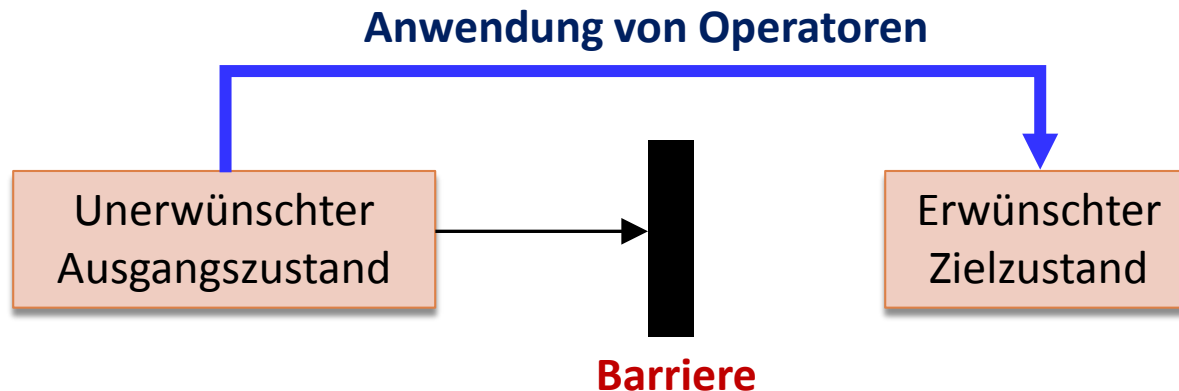 Anwendung von Operatoren
Unerwünschter
Ausgangszustand
Erwünschter
Zielzustand
Barriere